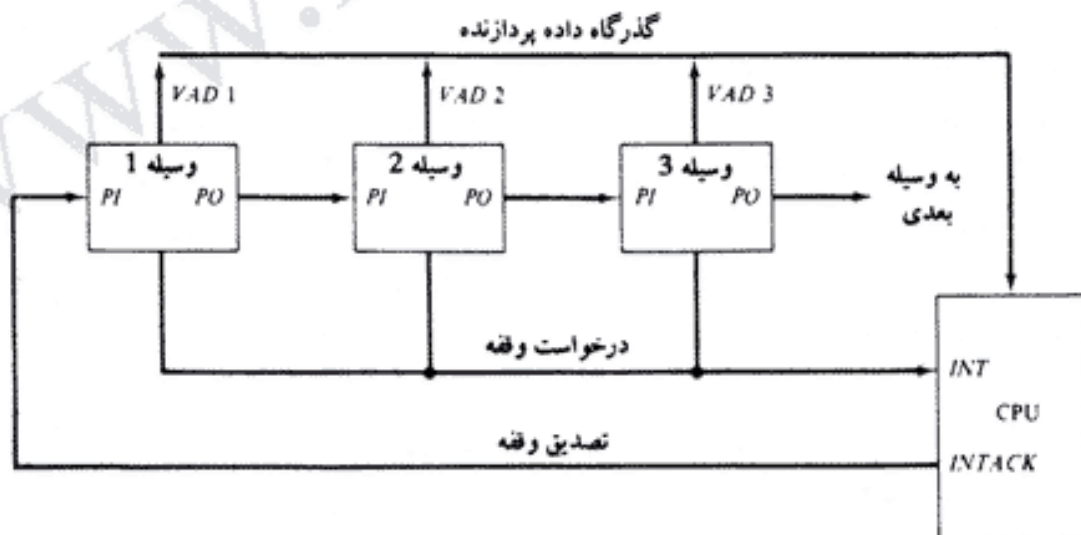 گذرگاه داده پردازنده
VAD 1
VAD 2
VAD 3
وسیله 1
PI PO
وسیله 2
PI PO
وسیله 3
PI PO
به وسیله
بعدی
درخواست وقفه
INT
CPU
تصدیق وقفه
INTACK